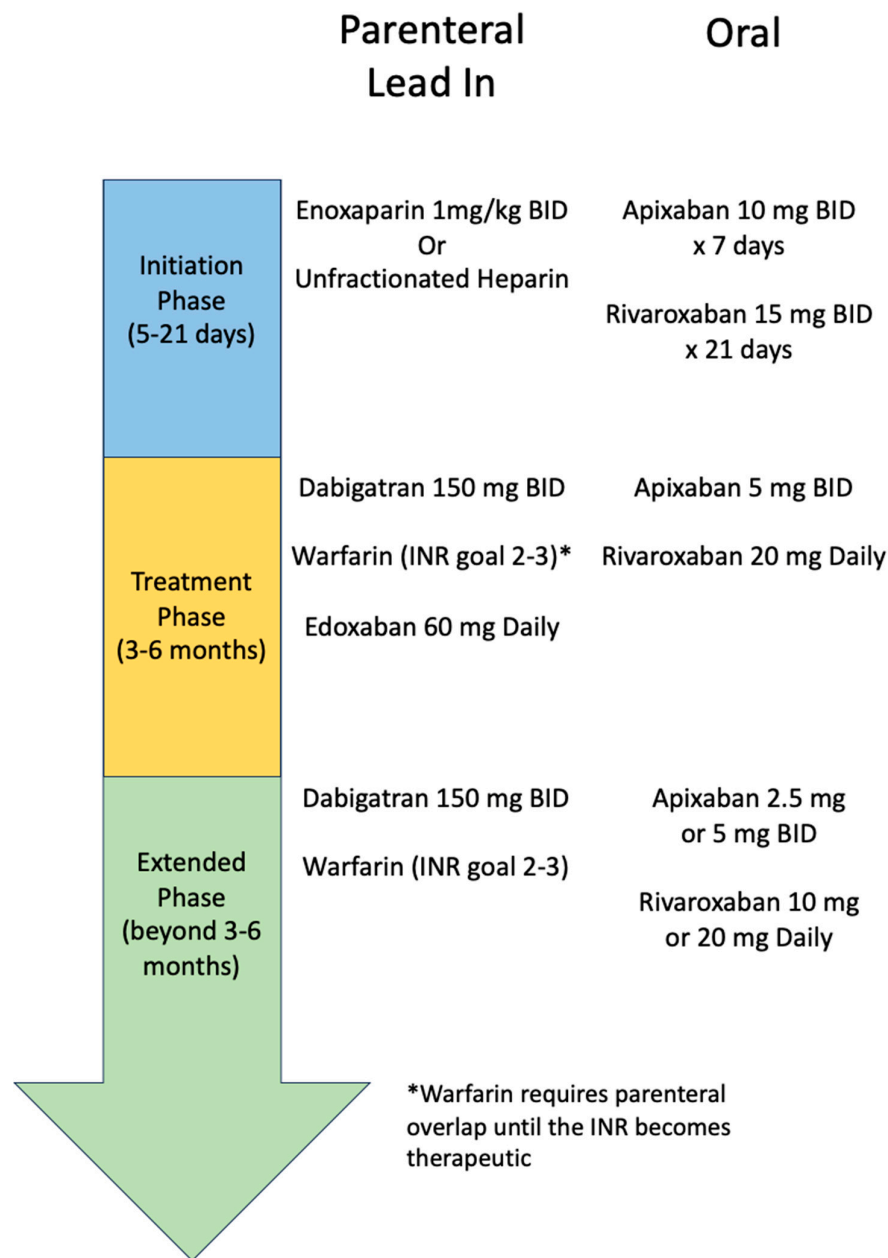 Parenteral
Lead In
Oral
Initiation
Phase
(5-21 days)
Enoxaparin 1mg/kg BID
Or
Unfractionated Heparin
Apixaban 10 mg BID
x 7 days
Rivaroxaban 15 mg BID
x 21 days
Treatment
Phase
(3-6 months)
Dabigatran 150 mg BID
Warfarin (INR goal 2-3)*
Edoxaban 60 mg Daily
Apixaban 5 mg BID
Rivaroxaban 20 mg Daily
Extended
Phase
(beyond 3-6
months)
Dabigatran 150 mg BID
Warfarin (INR goal 2-3)
Apixaban 2.5 mg
or 5 mg BID
Rivaroxaban 10 mg
or 20 mg Daily
*Warfarin requires parenteral
overlap until the INR becomes
therapeutic